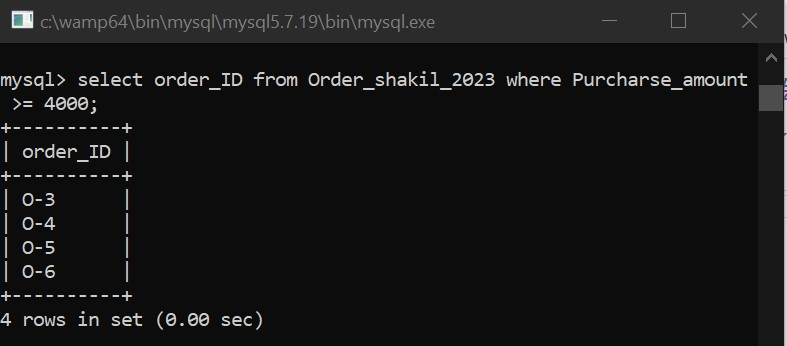 c:\wamp64\bin\mysql\mysql5.7.19\bin\mysql.exe
mysql> select order_ID from Order_shakil_2023 where Purcharse_amount
 >= 4000;
+----------+
| order_ID |
+----------+
| O-3      |
| O-4      |
| O-5      |
| O-6      |
+----------+
4 rows in set (0.00 sec)